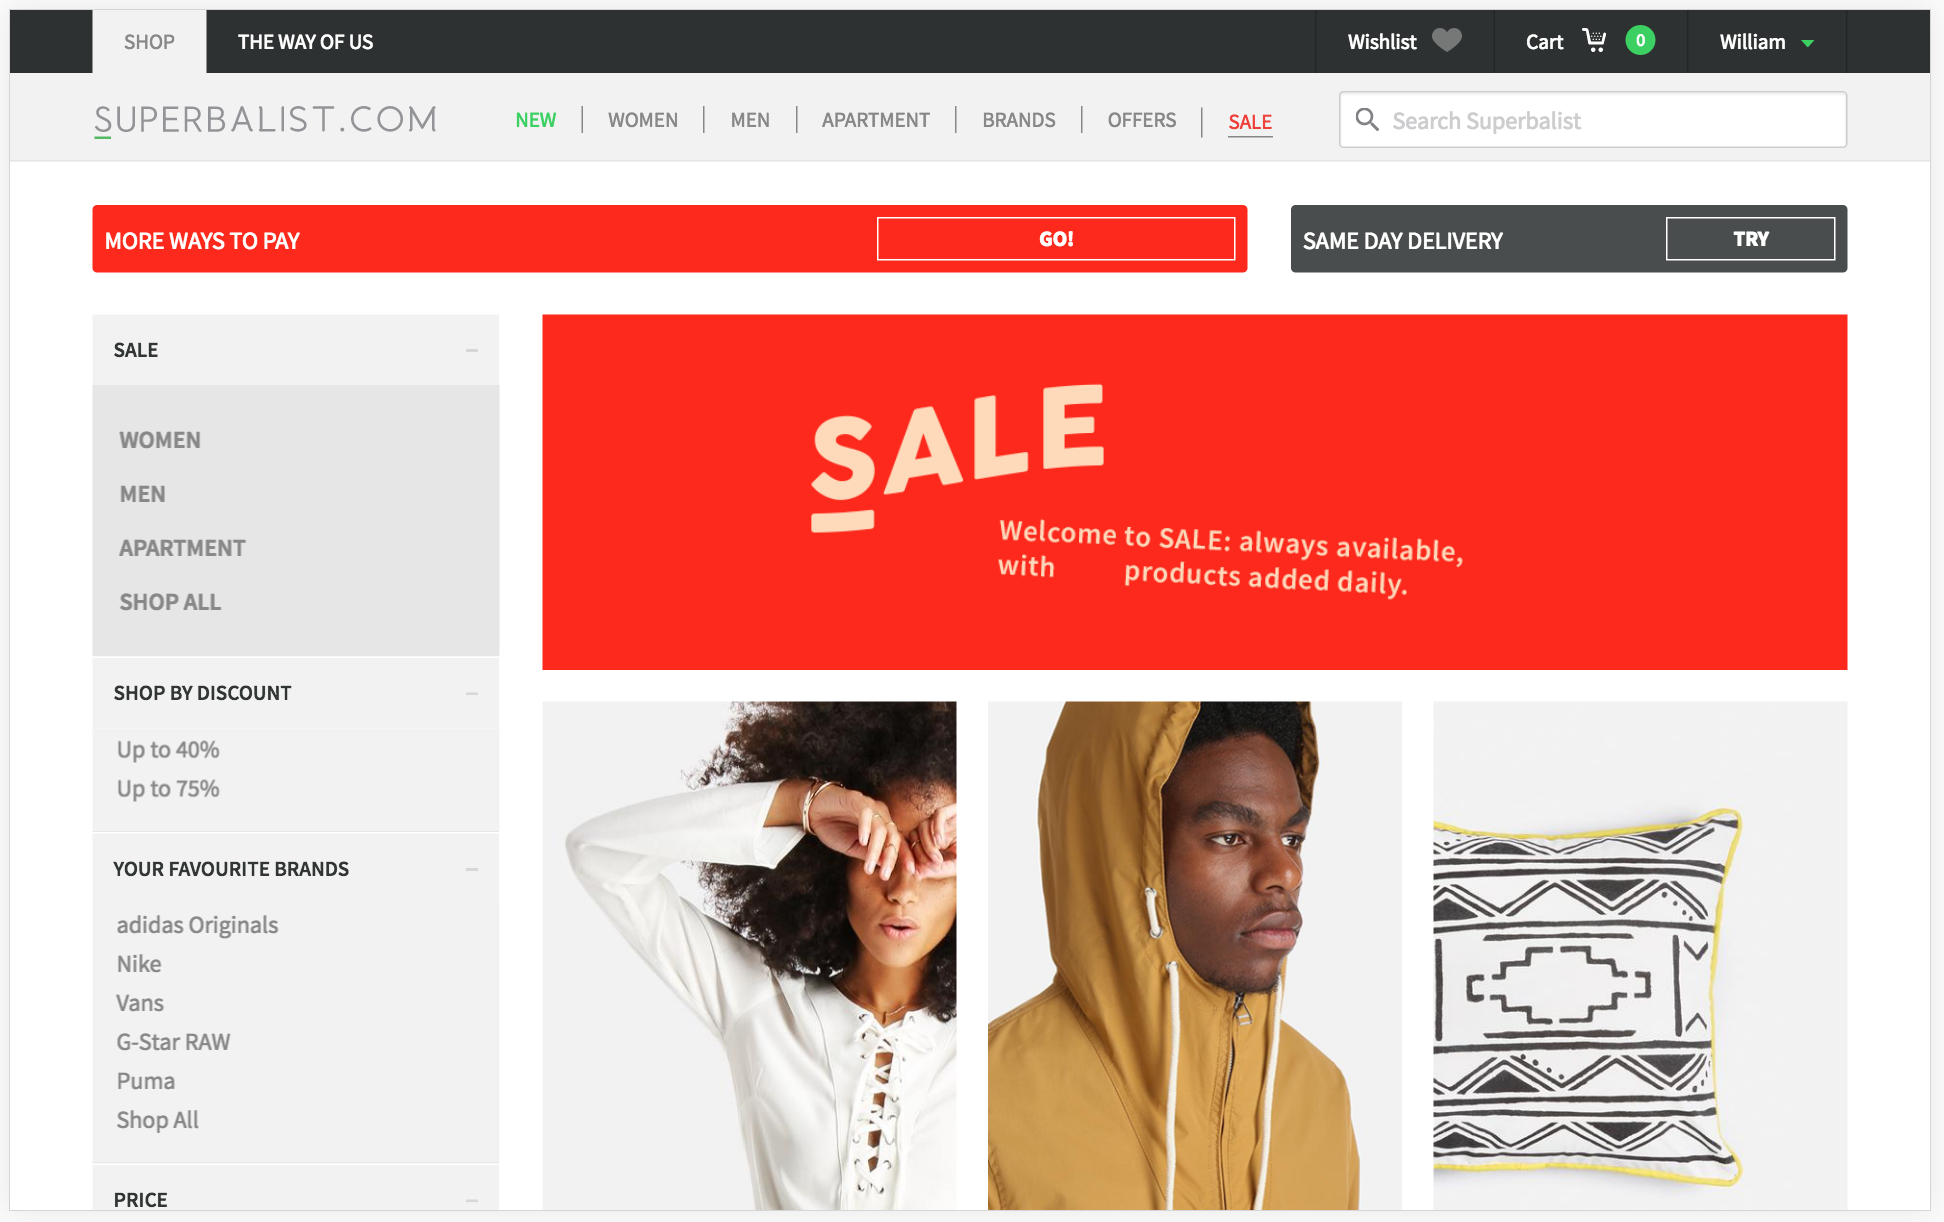 SHOP
THE WAY OF US
Wishlist
Cart
0
William
SUPERBALIST.COM
NEW
WOMEN
MEN
APARTMENT
BRANDS
OFFERS
SALE
Search Superbalist
MORE WAYS TO PAY
GO!
SAME DAY DELIVERY
TRY
SALE
WOMEN
MEN
APARTMENT
SHOP ALL
SHOP BY DISCOUNT
Up to 40%
Up to 75%
YOUR FAVOURITE BRANDS
adidas Originals
Nike
Vans
G-Star RAW
Puma
Shop All
PRICE
SALE
Welcome to SALE: always available,
with products added daily.